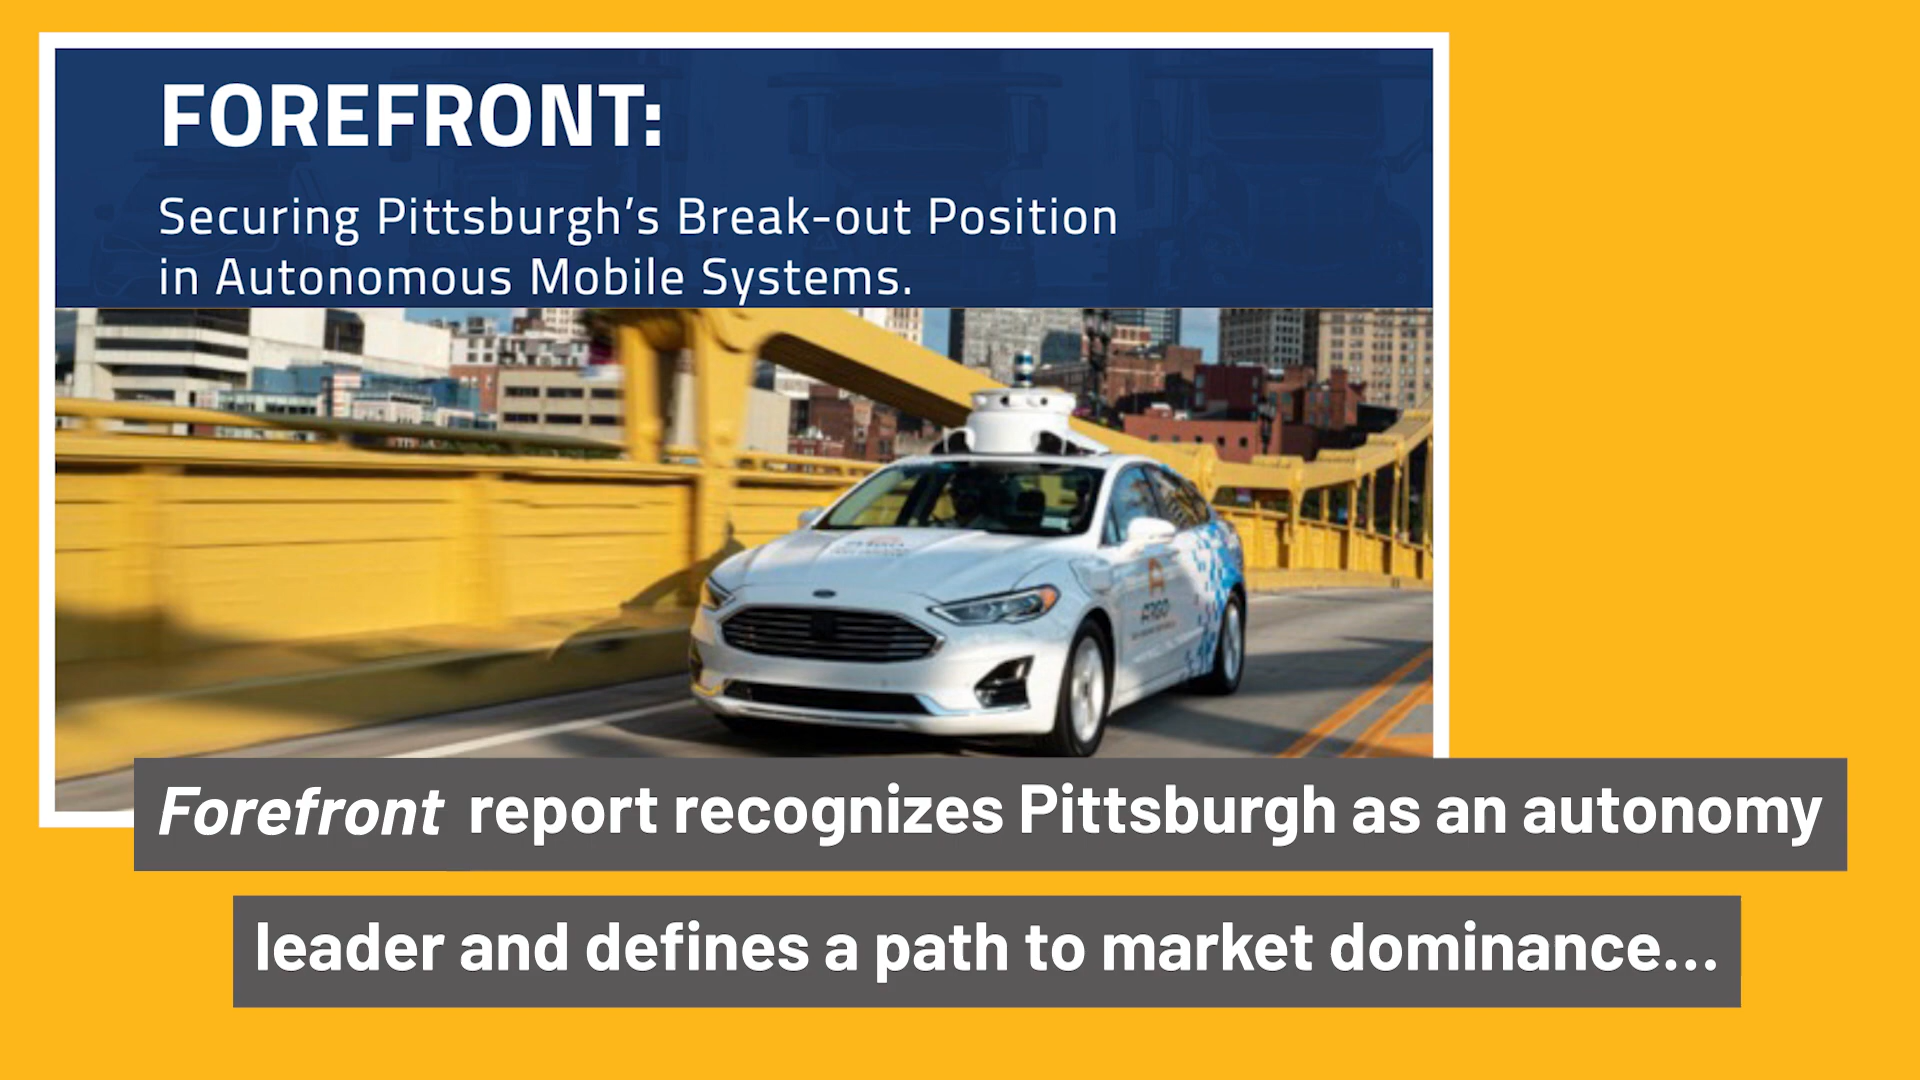 FOREFRONT:
Securing Pittsburgh’s Break-out Position
in Autonomous Mobile Systems.
ARGO
Forefront report recognizes Pittsburgh as an autonomy
leader and defines a path to market dominance...